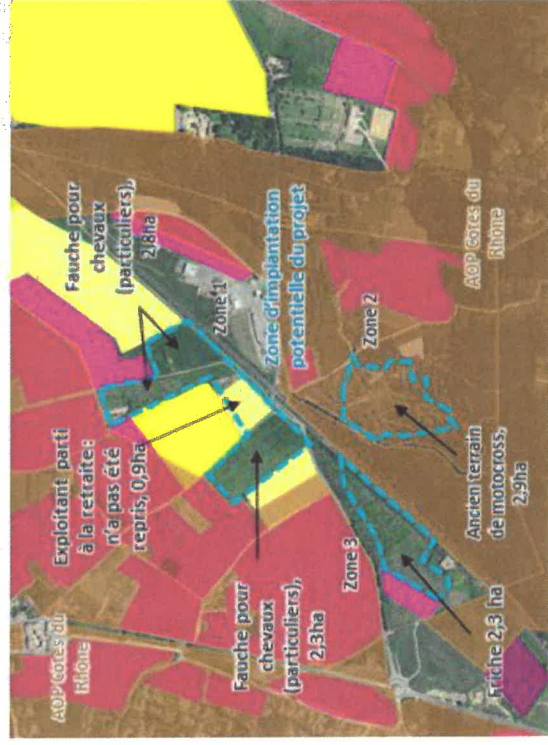 Fauche pour
chevaux
(particuliers),
2,8ha
Exploitant parti
à la retraite :
n'a pas été
repris, 0,9ha
Zone 1
Zone d'implantation
potentielle du projet
AOP Cotes du
Rhône
Fauche pour
chevaux
(particuliers),
2,3ha
Zone 3
Zone 2
AOP Cotes du
Rhône
Friche 2,3 ha
Ancien terrain
de motocross,
2,9ha